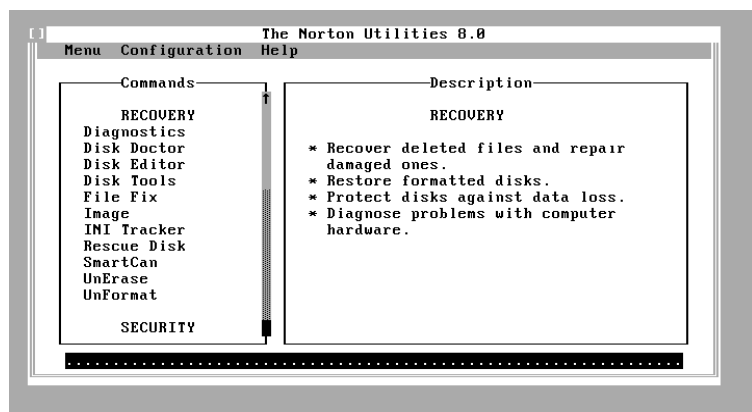 [ ] The Norton Utilities 8.0
Menu Configuration Help
Commands
RECOVERY
Diagnostics
Disk Doctor
Disk Editor
Disk Tools
File Fix
Image
INI Tracker
Rescue Disk
SmartCan
UnErase
UnFormat
SECURITY
Description
RECOVERY
* Recover deleted files and repair
damaged ones.
* Restore formatted disks.
* Protect disks against data loss.
* Diagnose problems with computer
hardware.